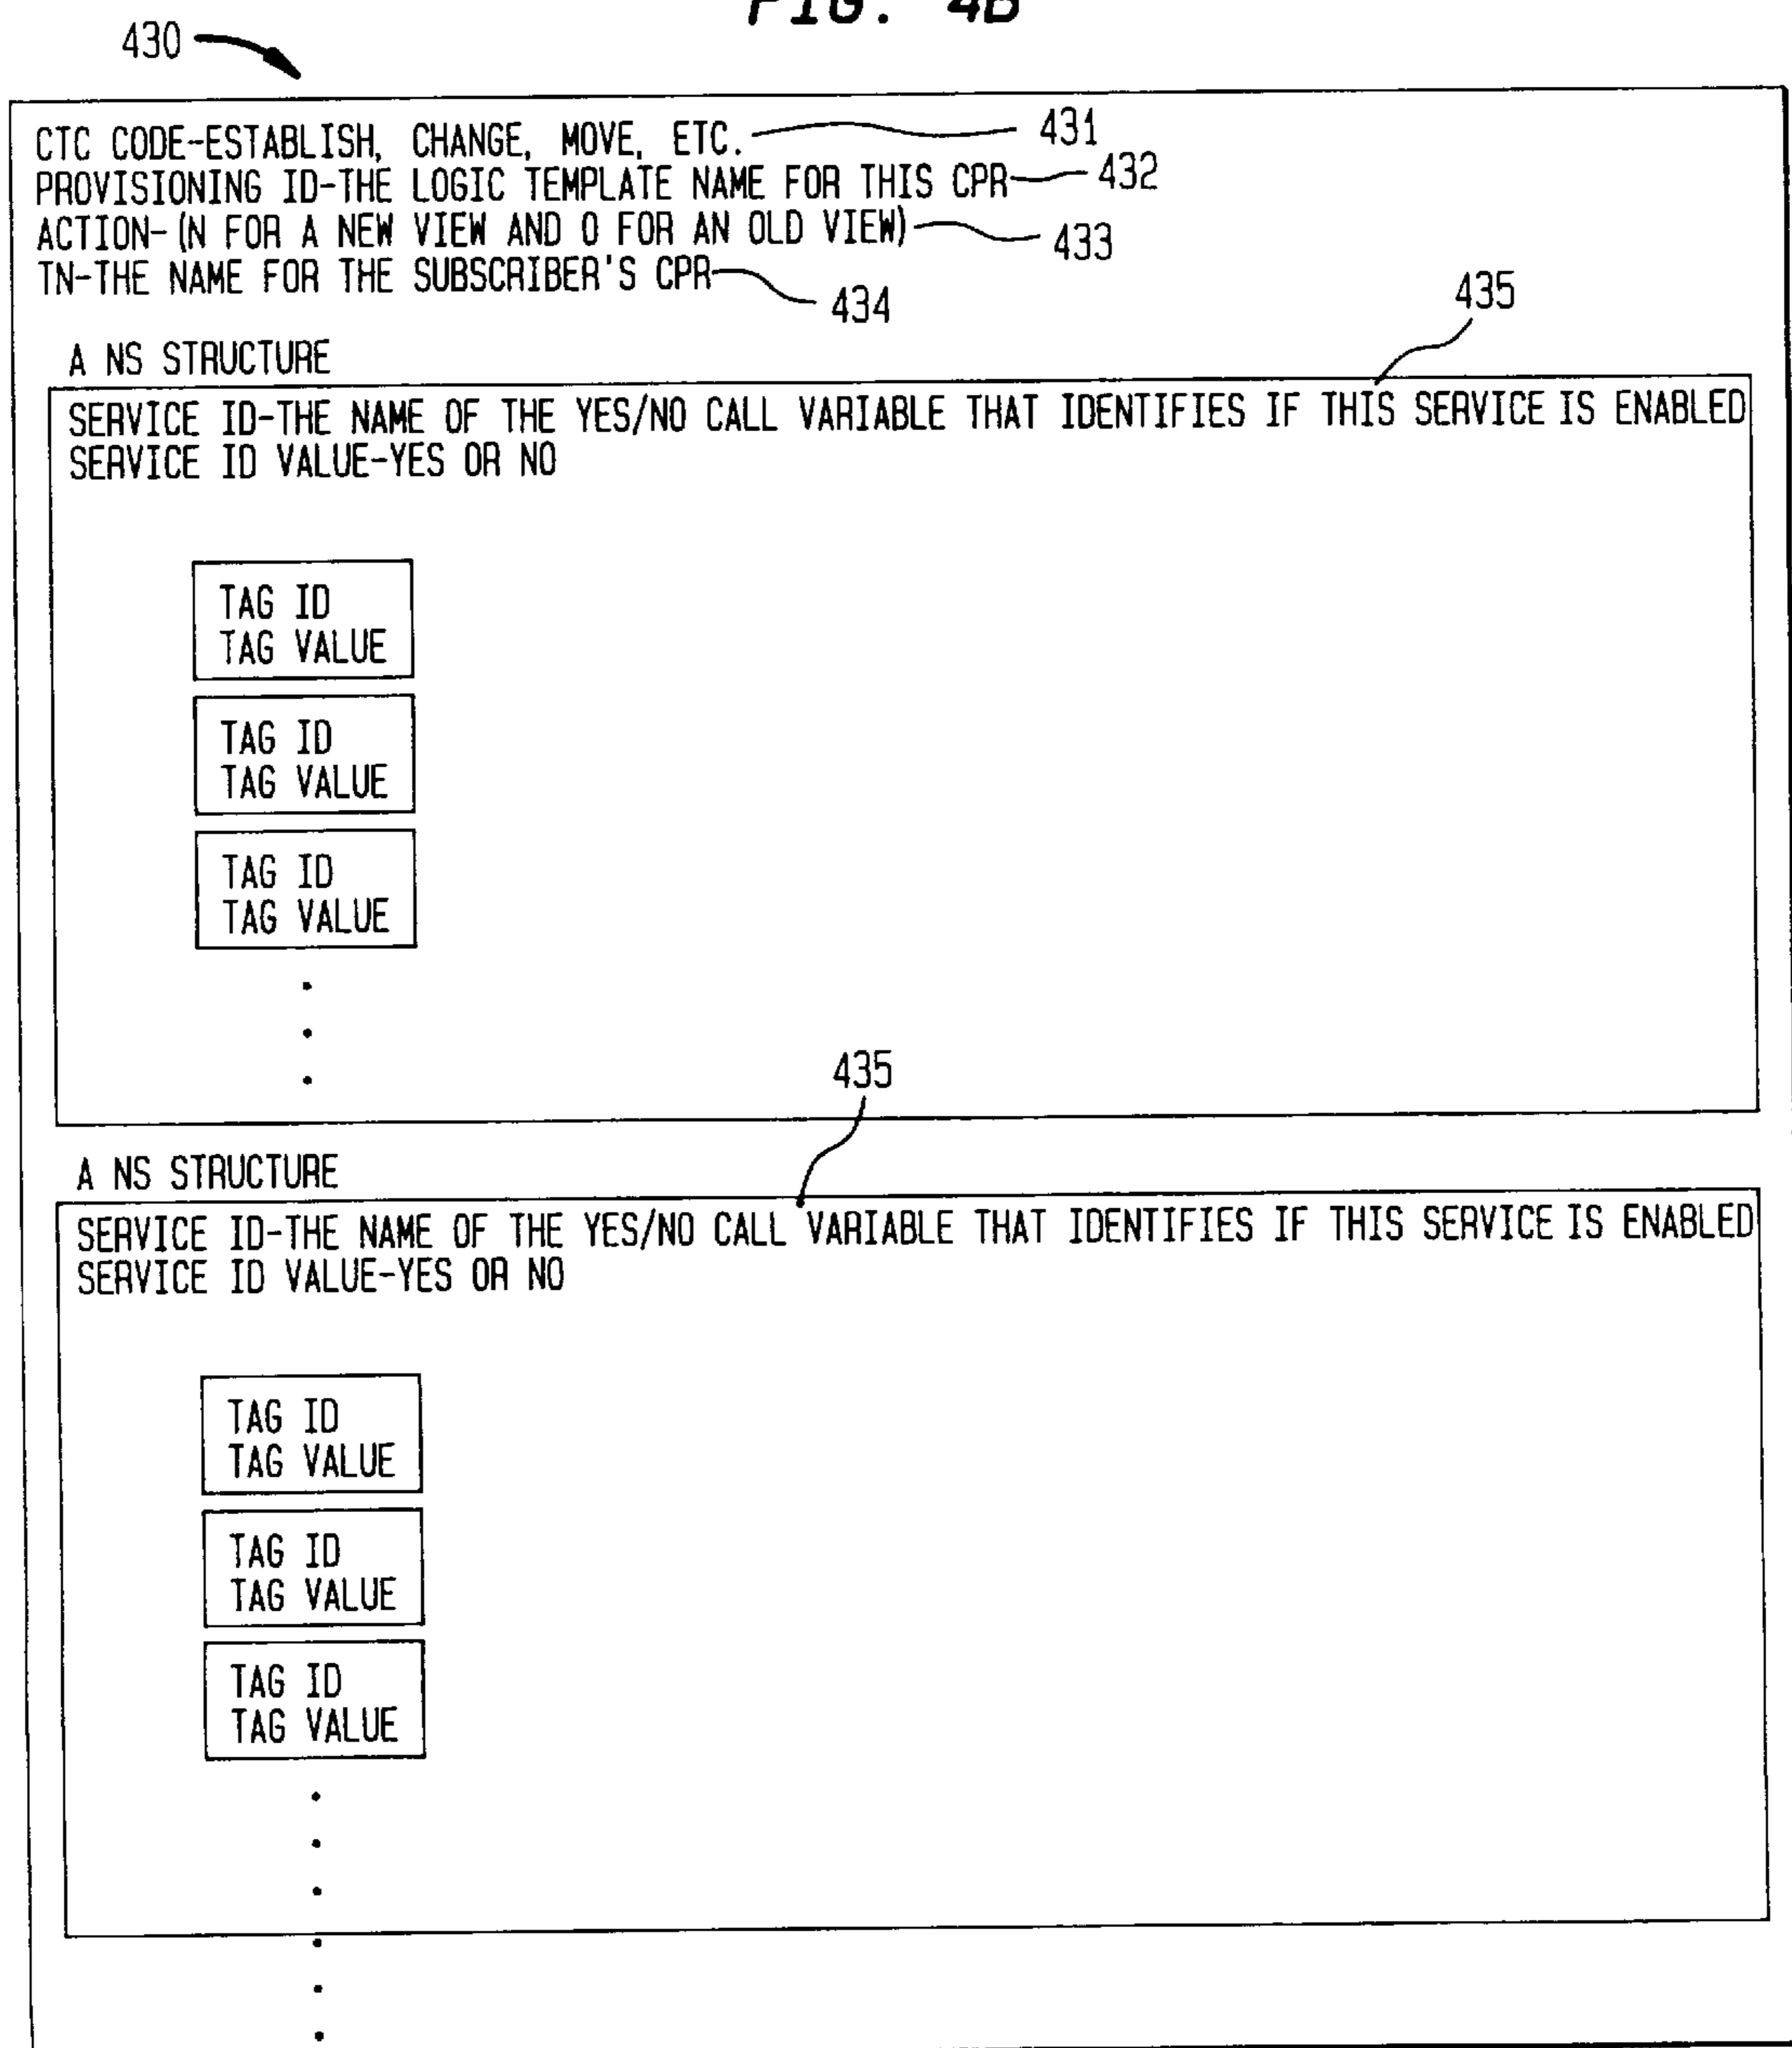 FIG. 4B
430
CTC CODE-ESTABLISH, CHANGE, MOVE, ETC. 431
PROVISIONING ID-THE LOGIC TEMPLATE NAME FOR THIS CPR 432
ACTION-(N FOR A NEW VIEW AND O FOR AN OLD VIEW) 433
TN-THE NAME FOR THE SUBSCRIBER'S CPR 434
435
A NS STRUCTURE
SERVICE ID-THE NAME OF THE YES/NO CALL VARIABLE THAT IDENTIFIES IF THIS SERVICE IS ENABLED
SERVICE ID VALUE-YES OR NO
TAG ID
TAG VALUE
TAG ID
TAG VALUE
TAG ID
TAG VALUE
435
A NS STRUCTURE
SERVICE ID-THE NAME OF THE YES/NO CALL VARIABLE THAT IDENTIFIES IF THIS SERVICE IS ENABLED
SERVICE ID VALUE-YES OR NO
TAG ID
TAG VALUE
TAG ID
TAG VALUE
TAG ID
TAG VALUE